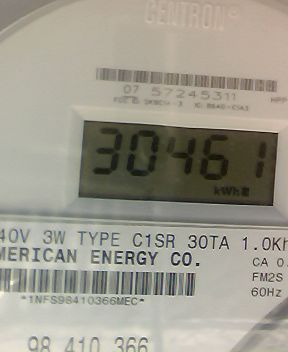 CENTRON®
07 57245311
30461
kWh
40V 3W TYPE C1SR 30TA 1.0Kh
MERICAN ENERGY CO.
CA 0.
FM2S
60Hz
*1NFS98410366MEC*
98 410 366